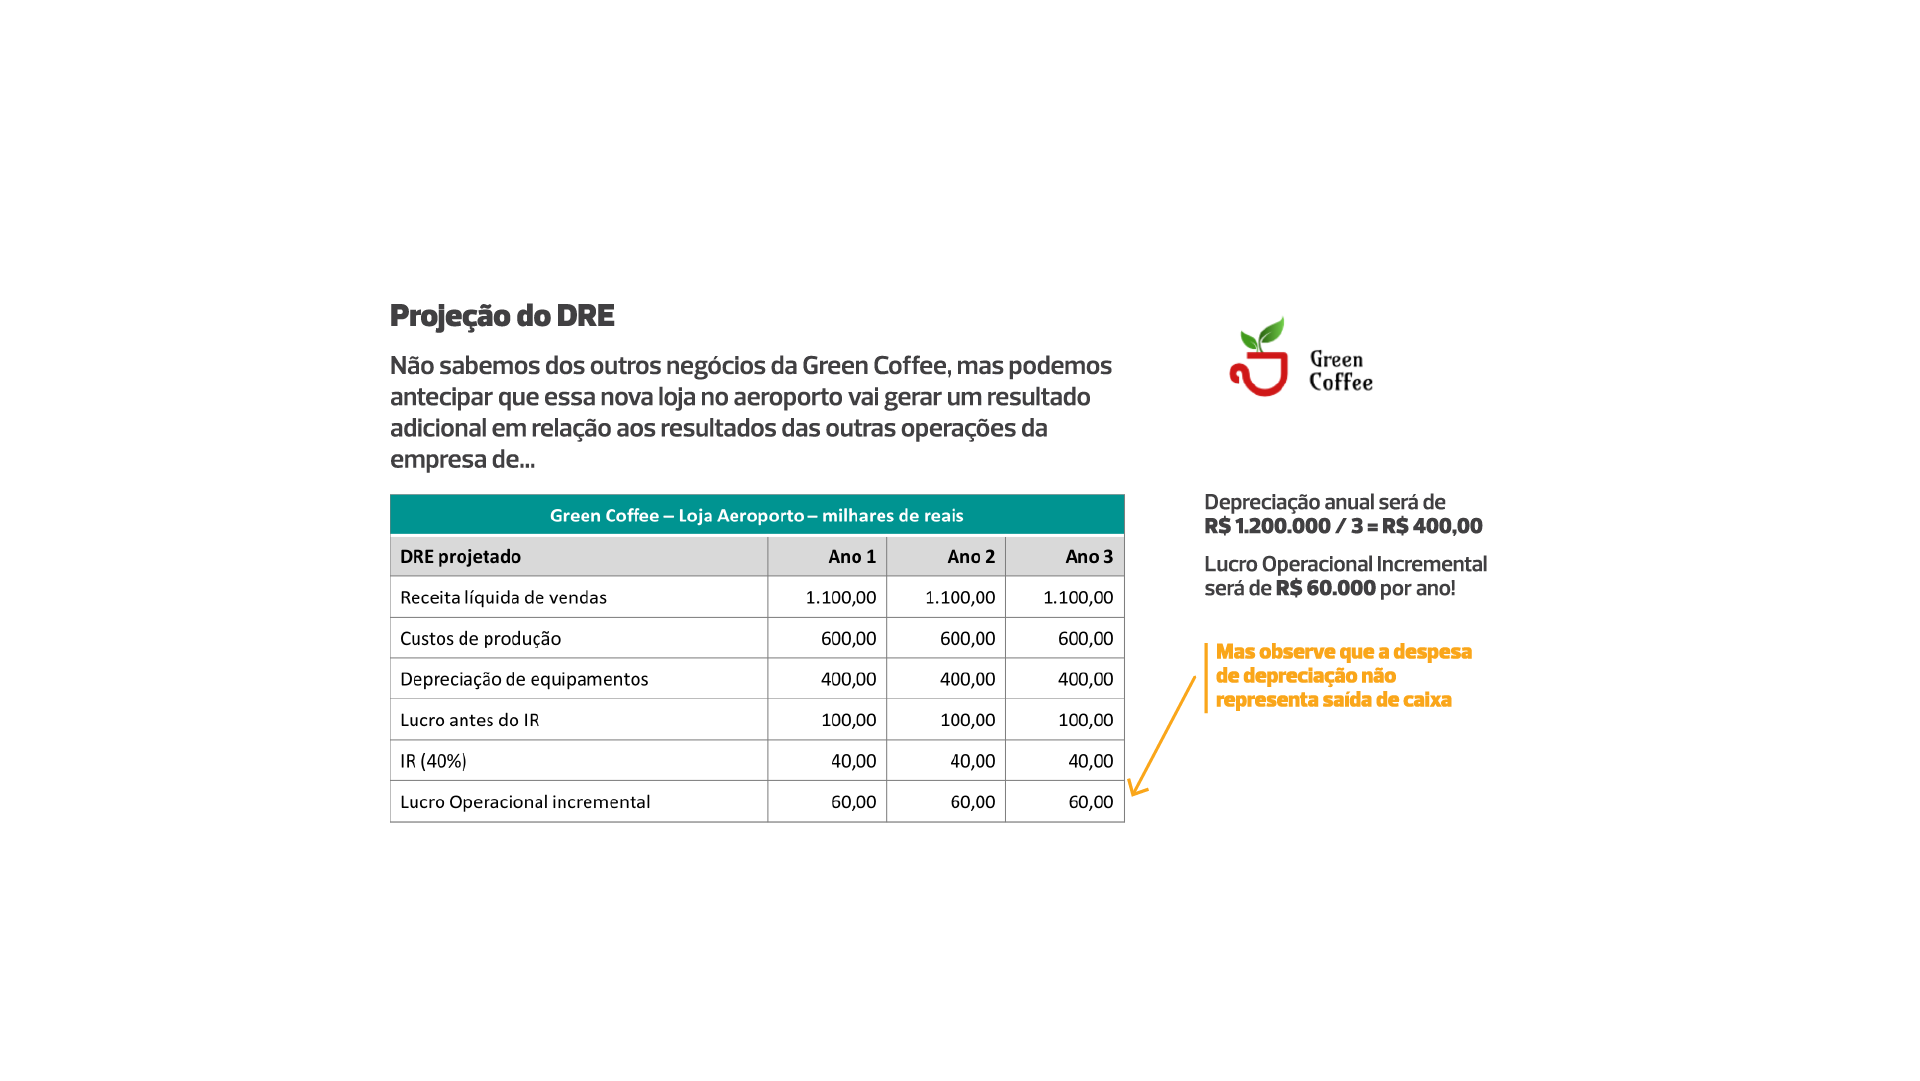 Projeção do DRE
Não sabemos dos outros negócios da Green Coffee, mas podemos
antecipar que essa nova loja no aeroporto vai gerar um resultado
adicional em relação aos resultados das outras operações da
empresa de...
Green
Coffee
Green Coffee – Loja Aeroporto – milhares de reais
DRE projetado Ano 1 Ano 2 Ano 3
Receita líquida de vendas 1.100,00 1.100,00 1.100,00
Custos de produção 600,00 600,00 600,00
Depreciação de equipamentos 400,00 400,00 400,00
Lucro antes do IR 100,00 100,00 100,00
IR (40%) 40,00 40,00 40,00
Lucro Operacional incremental 60,00 60,00 60,00
Depreciação anual será de
R$ 1.200.000 / 3 = R$ 400,00
Lucro Operacional Incremental
será de R$ 60.000 por ano!
Mas observe que a despesa
de depreciação não
representa saída de caixa